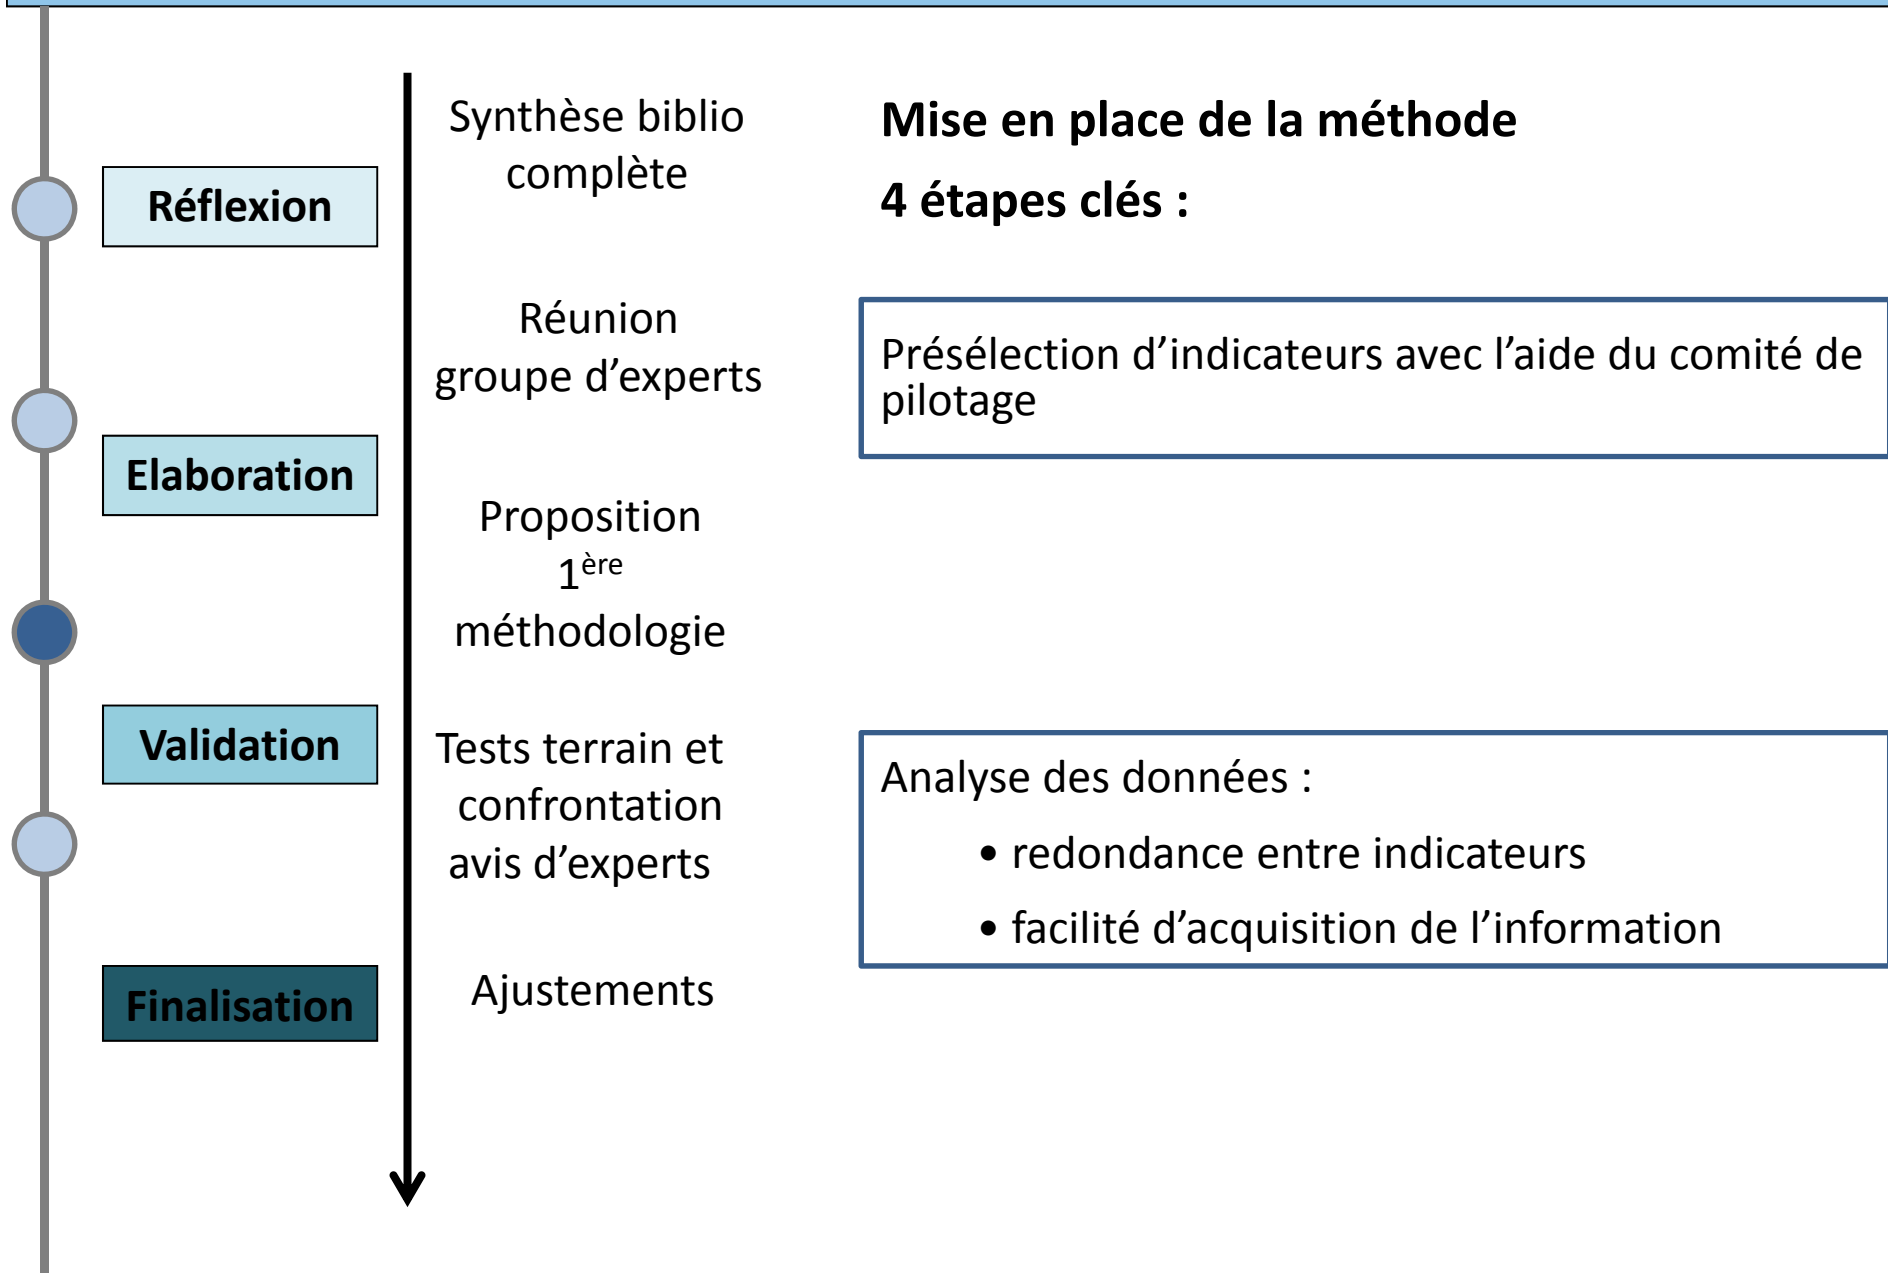 Réflexion
Elaboration
Validation
Finalisation
Synthèse biblio
complète
Réunion
groupe d'experts
Proposition
1ère
méthodologie
Tests terrain et
confrontation
avis d'experts
Ajustements
Mise en place de la méthode
4 étapes clés :
Présélection d'indicateurs avec l'aide du comité de
pilotage
Analyse des données :
• redondance entre indicateurs
• facilité d'acquisition de l'information